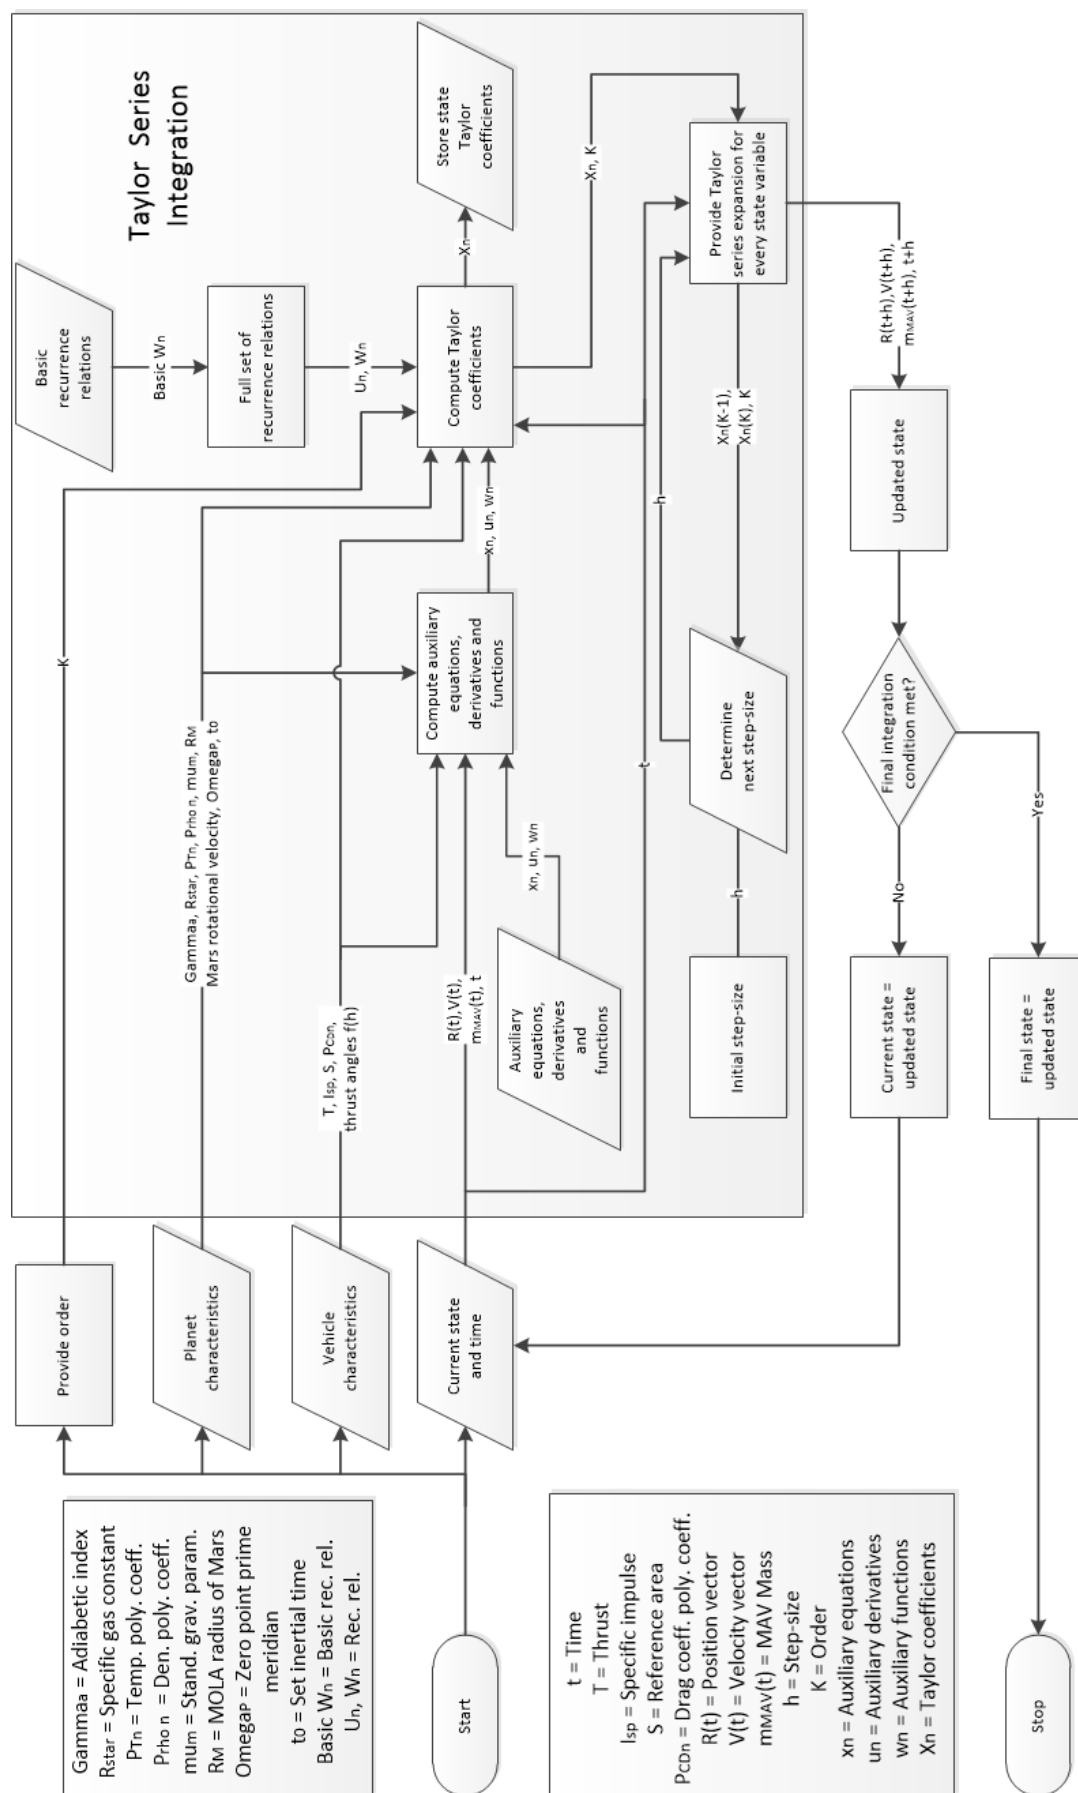 Taylor Series
Integration
Gammaa = Adiabetic index
Rstar = Specific gas constant
PTn = Temp. poly. coeff.
Prho n = Den. poly. coeff.
mum = Stand. grav. param.
RM = MOLA radius of Mars
OmegaP = Zero point prime
meridian
t0 = Set inertial time
Basic Wn = Basic rec. rel.
Un, Wn = Rec. rel.
Start
Provide order
Planet
characteristics
Vehicle
characteristics
Current state
and time
K
Gammaa, Rstar, PTn, Prho n, mum, RM
Mars rotational velocity, OmegaP, to
T, Isp, S, PCDn,
thrust angles f(h)
R(t),V(t),
mMAV(t), t
Auxiliary
equations,
derivatives
and
functions
xn, un, wn
Compute auxiliary
equations,
derivatives and
functions
xn, un, wn
Basic
recurrence
relations
Basic Wn
Full set of
recurrence relations
Un, Wn
Compute Taylor
coefficients
Xn
Store state
Taylor
coefficients
Xn, K
t
Provide Taylor
series expansion for
every state variable
Xn(K-1),
Xn(K), K
h
Determine
next step-size
h
Initial step-size
R(t+h),V(t+h),
mMAV(t+h), t+h
Updated state
Final integration
condition met?
No
Current state =
updated state
Yes
Final state =
updated state
Stop
t = Time
T = Thrust
Isp = Specific impulse
S = Reference area
PCDn = Drag coeff. poly. coeff.
R(t) = Position vector
V(t) = Velocity vector
mMAV(t) = MAV Mass
h = Step-size
K = Order
xn = Auxiliary equations
un = Auxiliary derivatives
wn = Auxiliary functions
Xn = Taylor coefficients